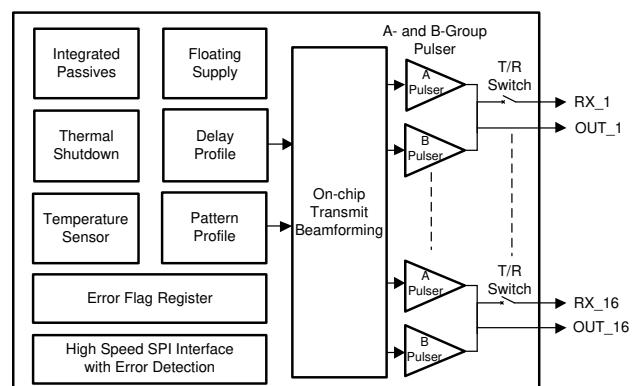 A- and B-Group
Pulser
Integrated
Passives
Floating
Supply
Thermal
Shutdown
Delay
Profile
Temperature
Sensor
Pattern
Profile
Error Flag Register
High Speed SPI Interface
with Error Detection
On-chip
Transmit
Beamforming
A
Pulser
B
Pulser
T/R
Switch
RX_1
OUT_1
A
Pulser
B
Pulser
T/R
Switch
RX_16
OUT_16